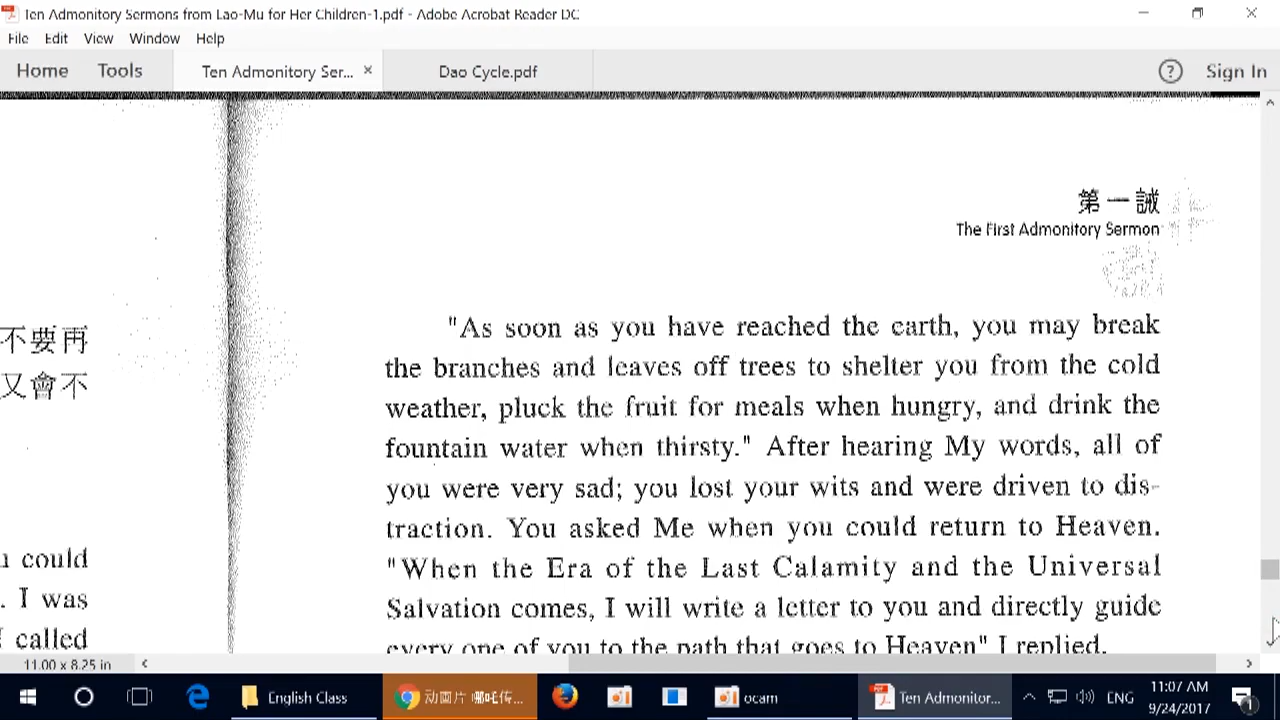 Ten Admonitory Sermons from Lao-Mu for Her Children-1.pdf - Adobe Acrobat Reader DC
File Edit View Window Help
Home Tools Ten Admonitory Ser... × Dao Cycle.pdf ? Sign In
第一誡
The First Admonitory Sermon
不要再
又會不
u could
. I was
called
"As soon as you have reached the earth, you may break
the branches and leaves off trees to shelter you from the cold
weather, pluck the fruit for meals when hungry, and drink the
fountain water when thirsty." After hearing My words, all of
you were very sad; you lost your wits and were driven to dis-
traction. You asked Me when you could return to Heaven.
"When the Era of the Last Calamity and the Universal
Salvation comes, I will write a letter to you and directly guide
every one of you to the path that goes to Heaven" I replied.
11.00 x 8.25 in
English Class 动画片 哪吒传... ocam Ten Admonitor... ENG 11:07 AM
9/24/2017 1